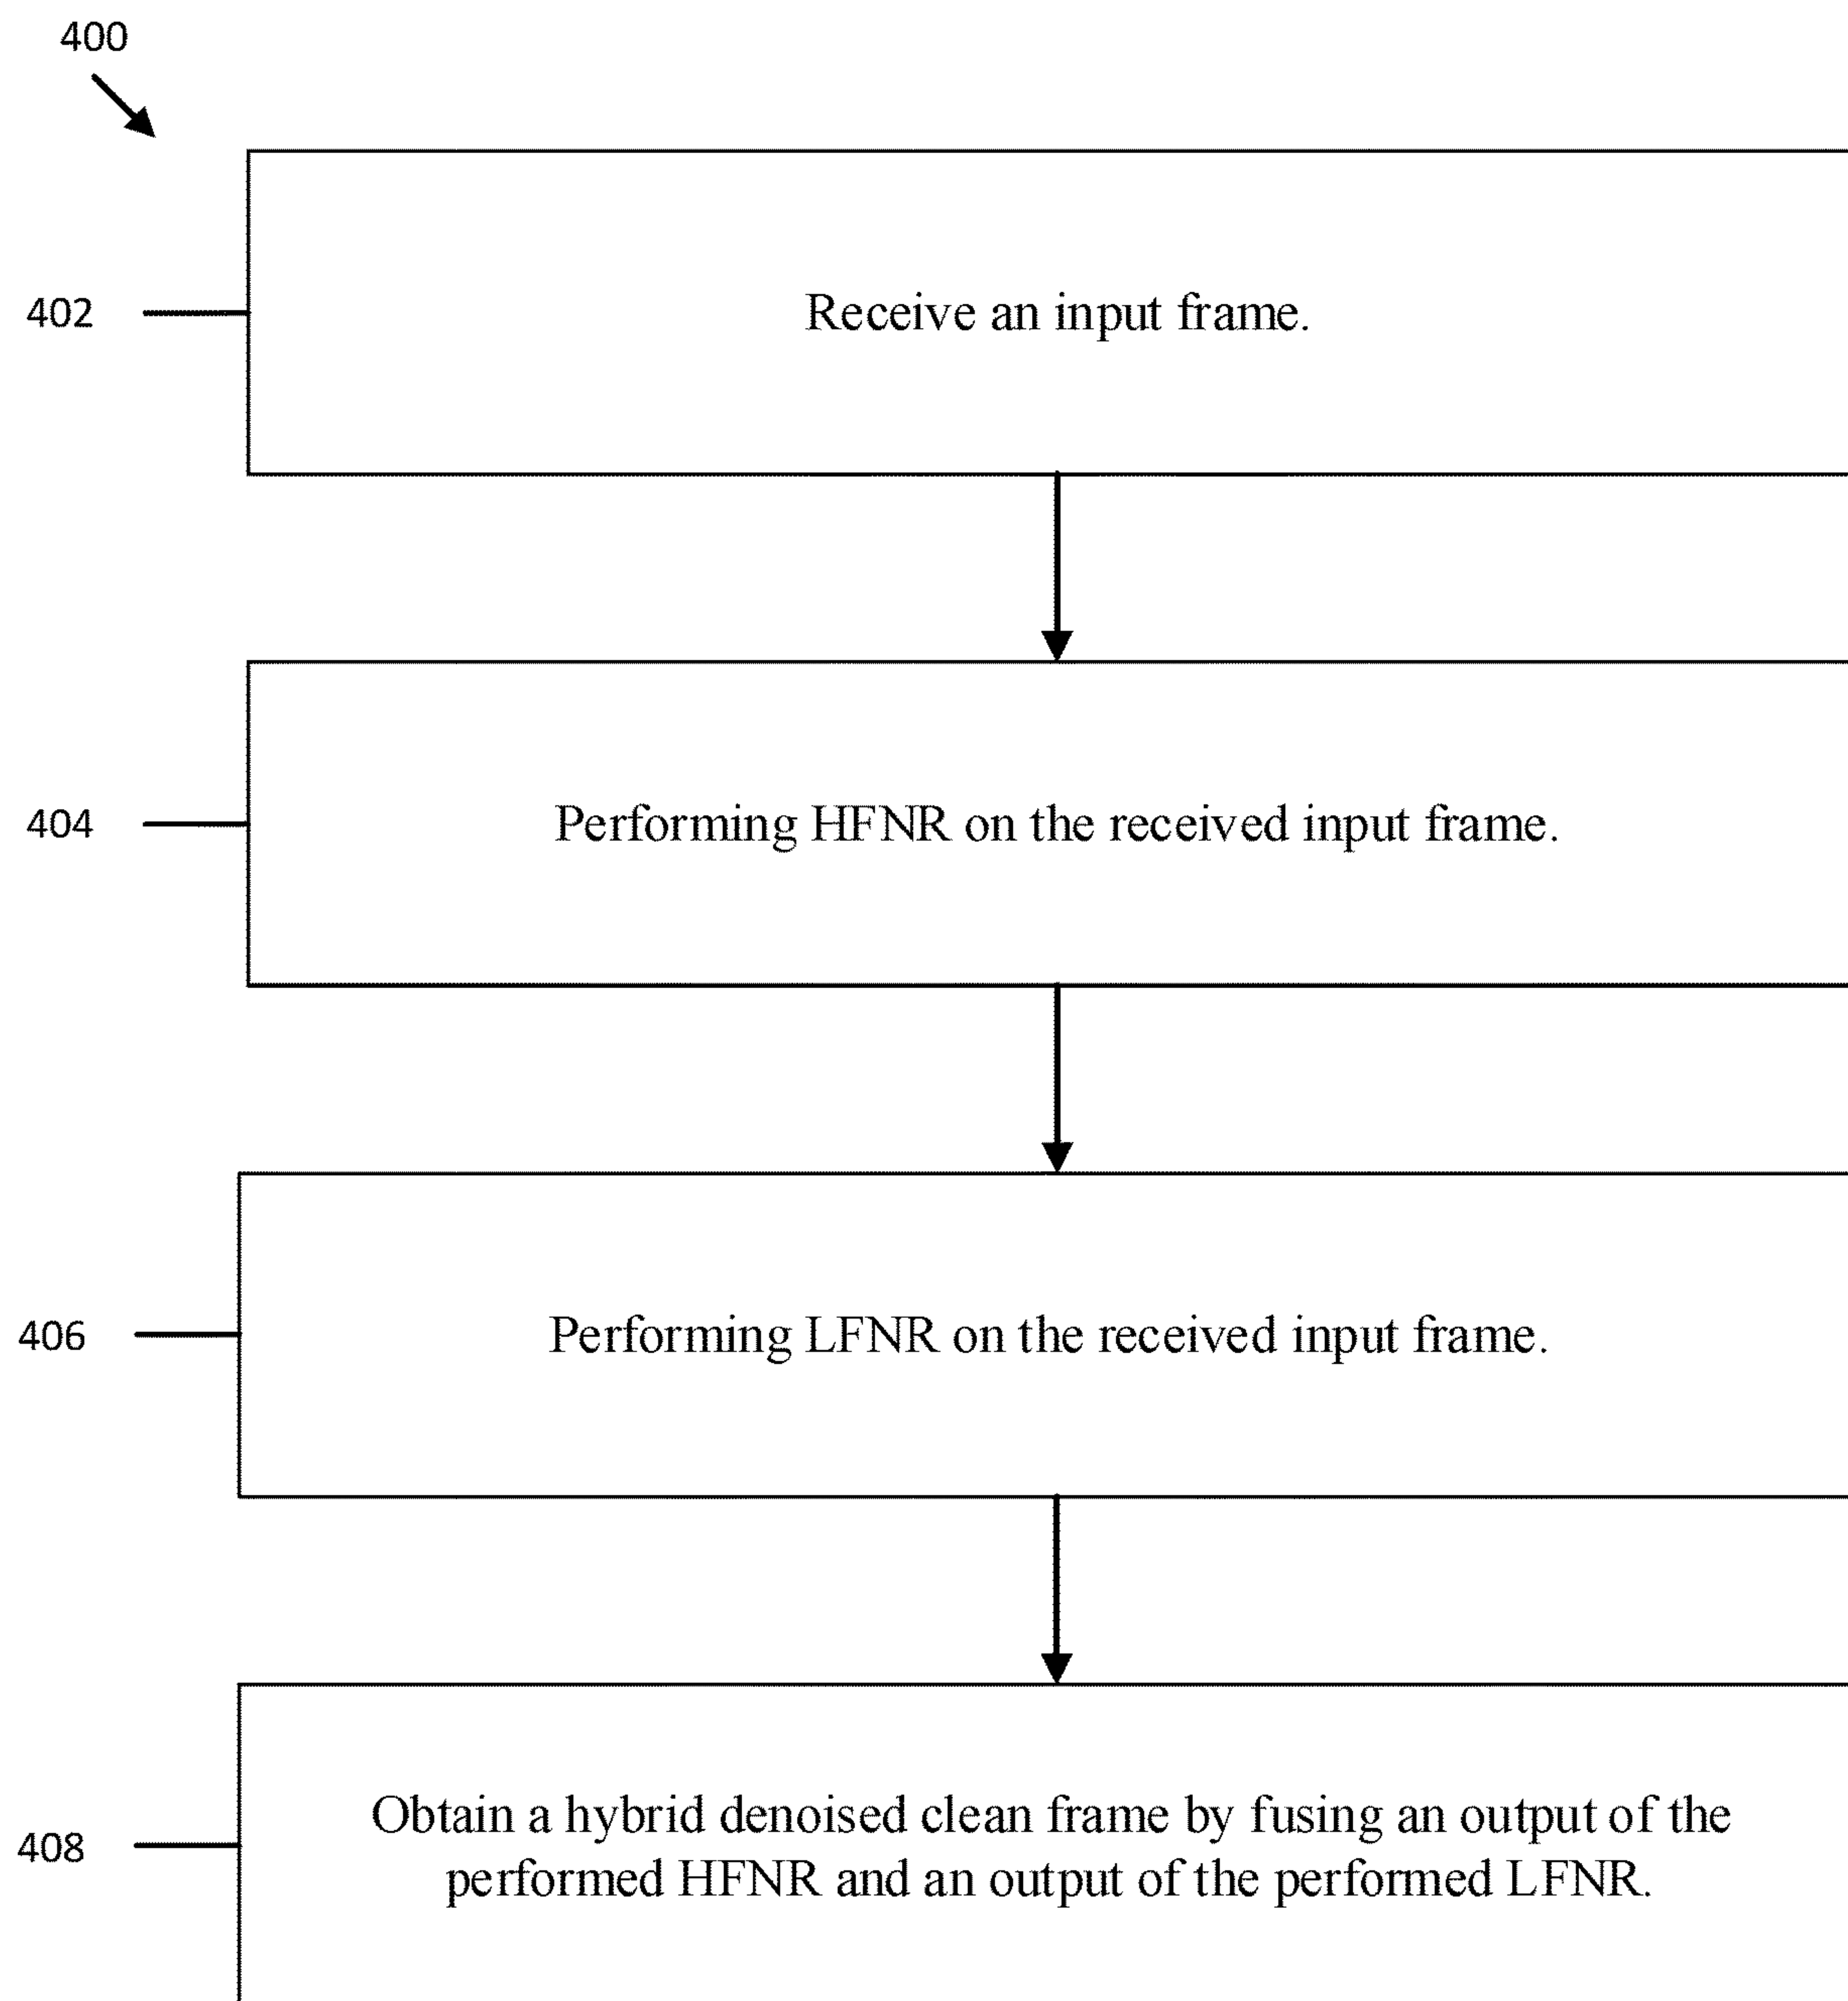 400
402
Receive an input frame.
404
Performing HFNR on the received input frame.
406
Performing LFNR on the received input frame.
408
Obtain a hybrid denoised clean frame by fusing an output of the
performed HFNR and an output of the performed LFNR.